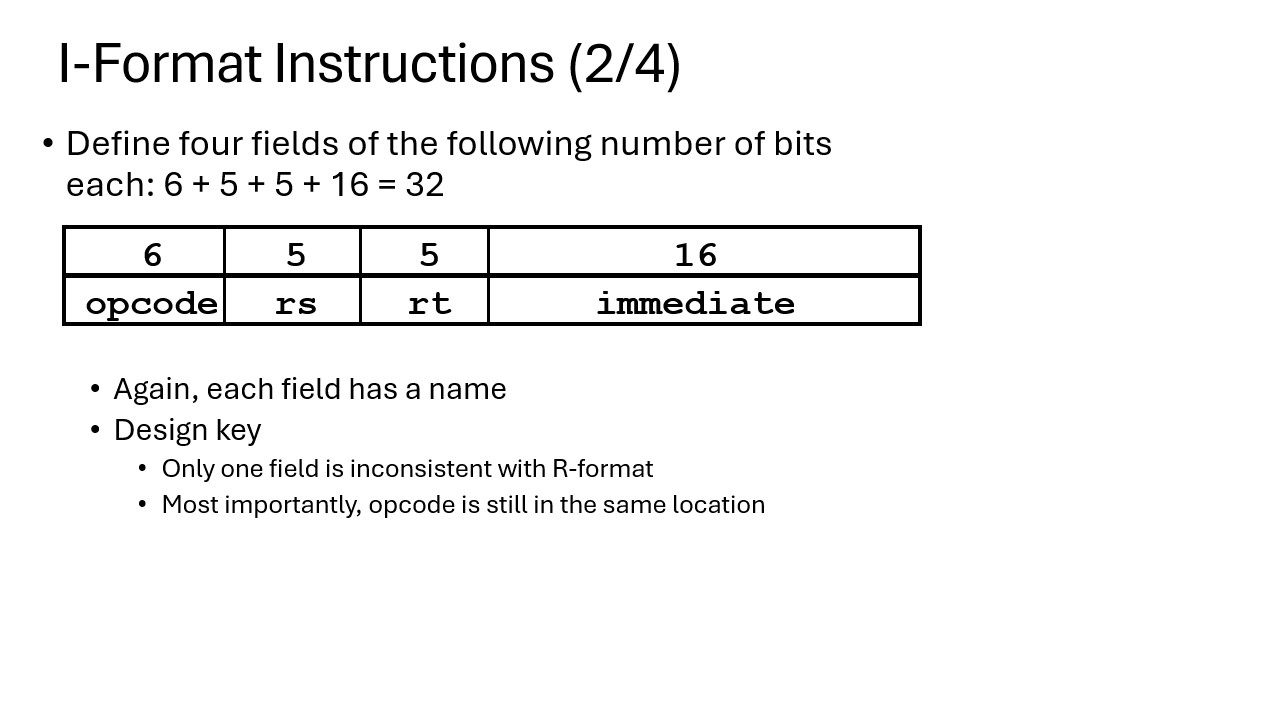 I-Format Instructions (2/4)
• Define four fields of the following number of bits
each: 6 + 5 + 5 + 16 = 32
6 5 5 16
opcode rs rt immediate
• Again, each field has a name
• Design key
• Only one field is inconsistent with R-format
• Most importantly, opcode is still in the same location